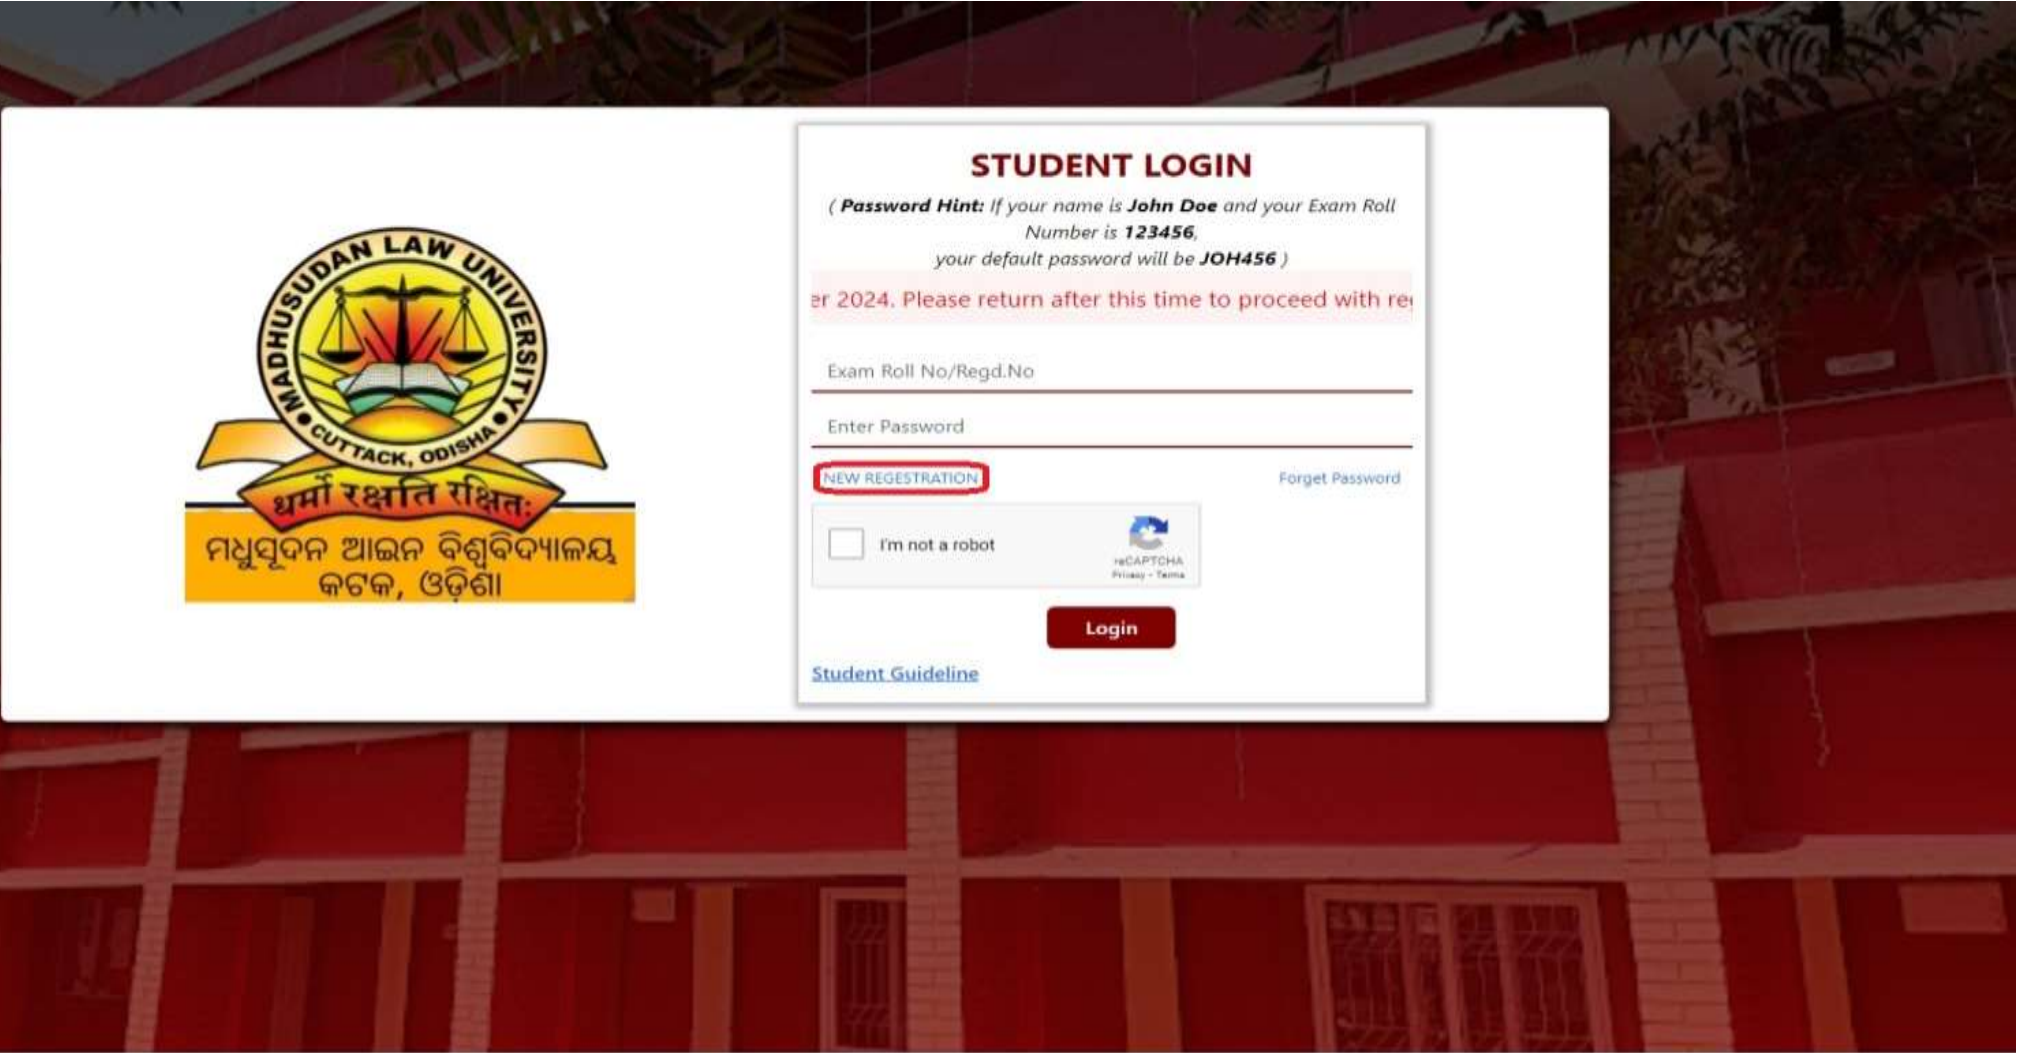 MADHUSUDAN LAW UNIVERSITY
CUTTACK, ODISHA
धर्मो रक्षति रक्षितः
ମଧୁସୂଦନ ଆଇନ ବିଶ୍ୱବିଦ୍ୟାଳୟ
କଟକ, ଓଡ଼ିଶା
STUDENT LOGIN
( Password Hint: If your name is John Doe and your Exam Roll
Number is 123456,
your default password will be JOH456 )
er 2024. Please return after this time to proceed with re
Exam Roll No/Regd.No
Enter Password
NEW REGESTRATION
Forget Password
I'm not a robot
reCAPTCHA
Privacy - Terms
Login
Student Guideline